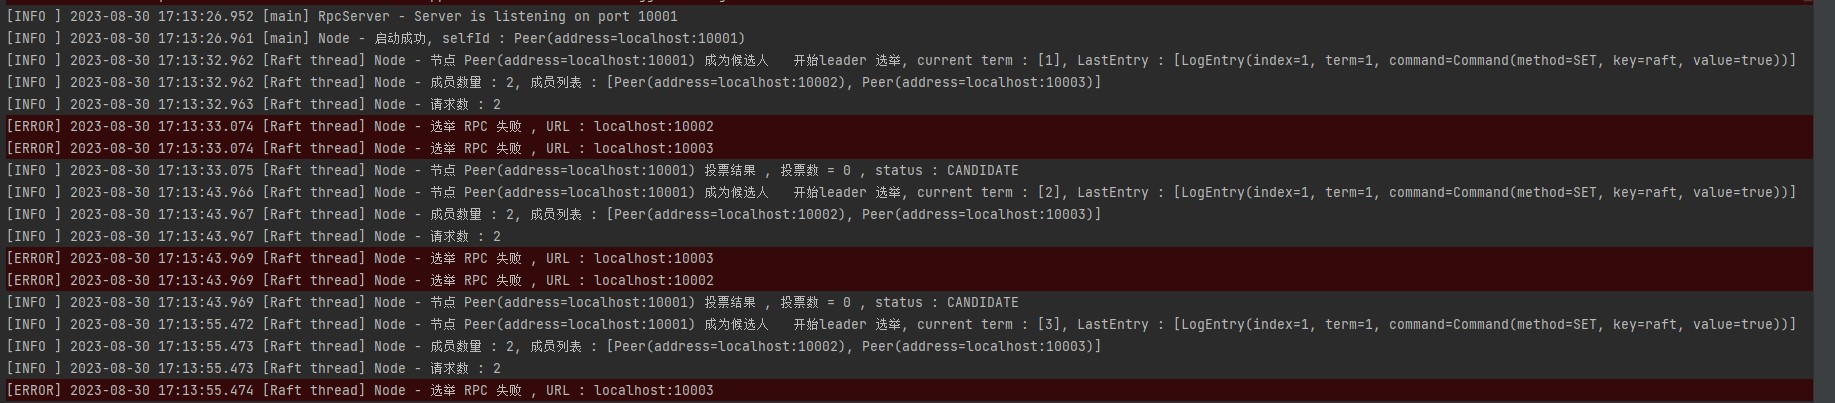 [INFO ] 2023-08-30 17:13:26.952 [main] RpcServer - Server is listening on port 10001
[INFO ] 2023-08-30 17:13:26.961 [main] Node - 启动成功, selfId : Peer(address=localhost:10001)
[INFO ] 2023-08-30 17:13:32.962 [Raft thread] Node - 节点 Peer(address=localhost:10001) 成为候选人   开始leader 选举, current term : [1], LastEntry : [LogEntry(index=1, term=1, command=Command(method=SET, key=raft, value=true))]
[INFO ] 2023-08-30 17:13:32.962 [Raft thread] Node - 成员数量 : 2, 成员列表 : [Peer(address=localhost:10002), Peer(address=localhost:10003)]
[INFO ] 2023-08-30 17:13:32.963 [Raft thread] Node - 请求数 : 2
[ERROR] 2023-08-30 17:13:33.074 [Raft thread] Node - 选举 RPC 失败 , URL : localhost:10002
[ERROR] 2023-08-30 17:13:33.074 [Raft thread] Node - 选举 RPC 失败 , URL : localhost:10003
[INFO ] 2023-08-30 17:13:33.075 [Raft thread] Node - 节点 Peer(address=localhost:10001) 投票结果 , 投票数 = 0 , status : CANDIDATE
[INFO ] 2023-08-30 17:13:43.966 [Raft thread] Node - 节点 Peer(address=localhost:10001) 成为候选人   开始leader 选举, current term : [2], LastEntry : [LogEntry(index=1, term=1, command=Command(method=SET, key=raft, value=true))]
[INFO ] 2023-08-30 17:13:43.967 [Raft thread] Node - 成员数量 : 2, 成员列表 : [Peer(address=localhost:10002), Peer(address=localhost:10003)]
[INFO ] 2023-08-30 17:13:43.967 [Raft thread] Node - 请求数 : 2
[ERROR] 2023-08-30 17:13:43.969 [Raft thread] Node - 选举 RPC 失败 , URL : localhost:10003
[ERROR] 2023-08-30 17:13:43.969 [Raft thread] Node - 选举 RPC 失败 , URL : localhost:10002
[INFO ] 2023-08-30 17:13:43.969 [Raft thread] Node - 节点 Peer(address=localhost:10001) 投票结果 , 投票数 = 0 , status : CANDIDATE
[INFO ] 2023-08-30 17:13:55.472 [Raft thread] Node - 节点 Peer(address=localhost:10001) 成为候选人   开始leader 选举, current term : [3], LastEntry : [LogEntry(index=1, term=1, command=Command(method=SET, key=raft, value=true))]
[INFO ] 2023-08-30 17:13:55.473 [Raft thread] Node - 成员数量 : 2, 成员列表 : [Peer(address=localhost:10002), Peer(address=localhost:10003)]
[INFO ] 2023-08-30 17:13:55.473 [Raft thread] Node - 请求数 : 2
[ERROR] 2023-08-30 17:13:55.474 [Raft thread] Node - 选举 RPC 失败 , URL : localhost:10003